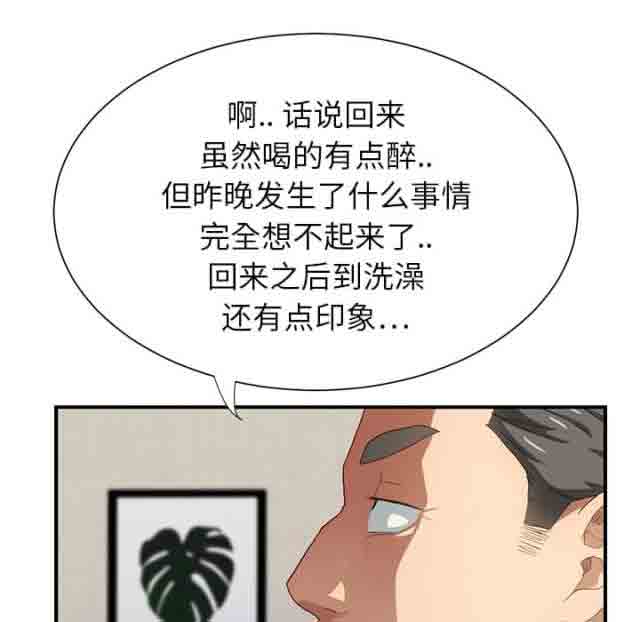 啊.. 话说回来
虽然喝的有点醉..
但昨晚发生了什么事情
完全想不起来了..
回来之后到洗澡
还有点印象...